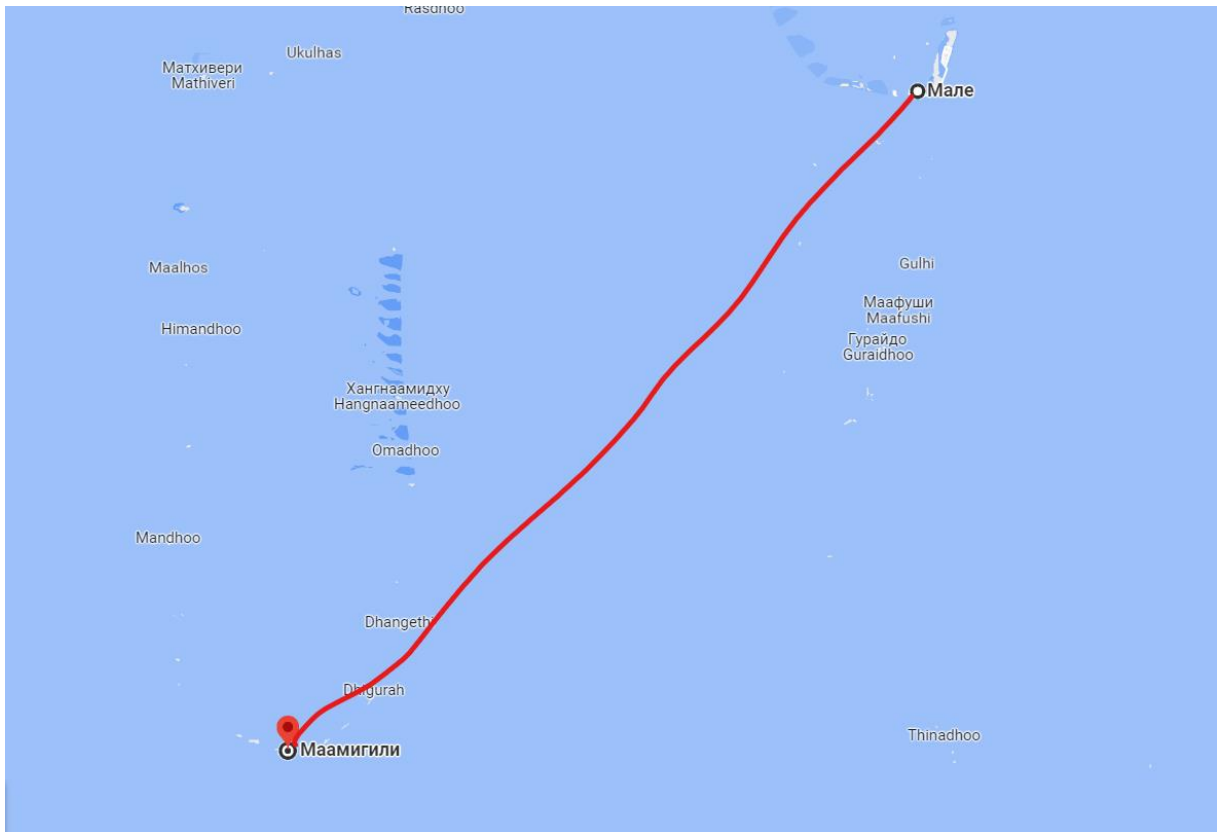 Rasdhoo
Ukulhas
Матхивери
Mathiveri
Мале
Maalhos
Gulhi
Маафуши
Maafushi
Himandhoo
Гурайдо
Guraidhoo
Хангнаамидху
Hangnaameedhoo
Omadhoo
Mandhoo
Dhangethi
Dhigurah
Маамигили
Thinadhoo